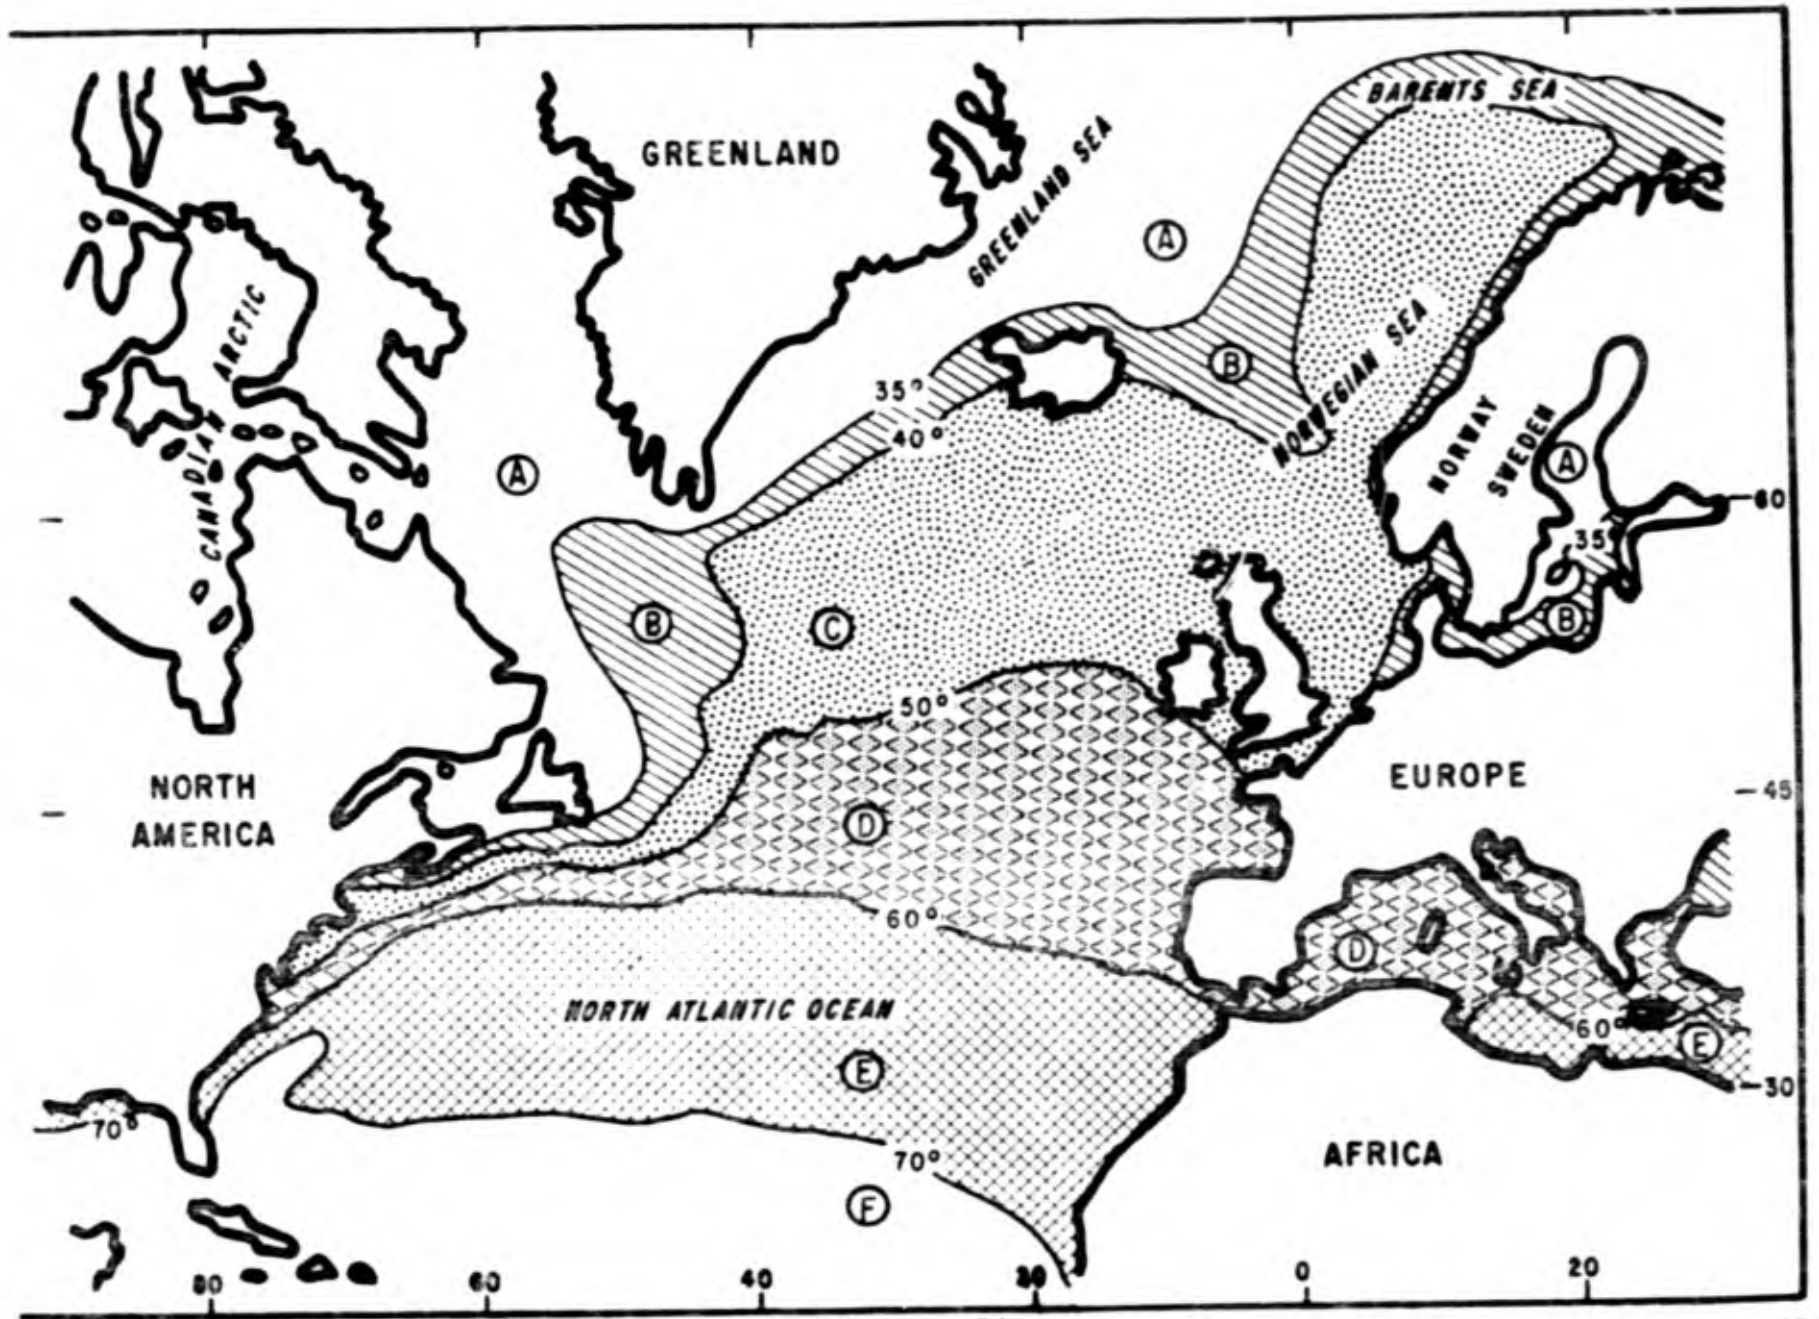 BARENTS SEA
GREENLAND
GREENLAND SEA
A
ARCTIC
B
NORWEGIAN SEA
35°
40°
NORWAY
SWEDEN
A
A
CANADIAN
60
35°
B
C
B
50°
NORTH
AMERICA
EUROPE
45
D
60°
D
NORTH ATLANTIC OCEAN
60°
E
E
30
70°
70°
AFRICA
F
80
60
40
20
0
20